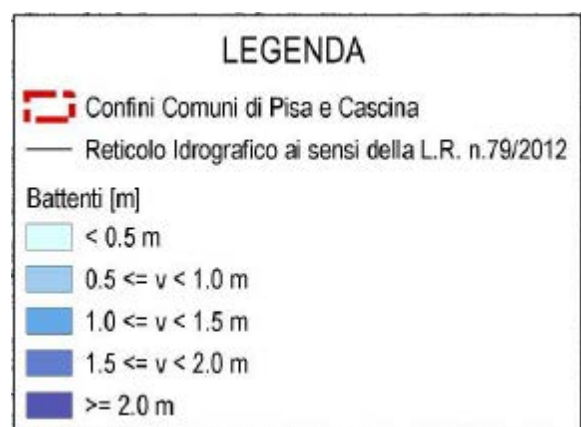 LEGENDA
Confini Comuni di Pisa e Cascina
Reticolo Idrografico ai sensi della L.R. n.79/2012
Battenti [m]
< 0.5 m
0.5 <= v < 1.0 m
1.0 <= v < 1.5 m
1.5 <= v < 2.0 m
>= 2.0 m